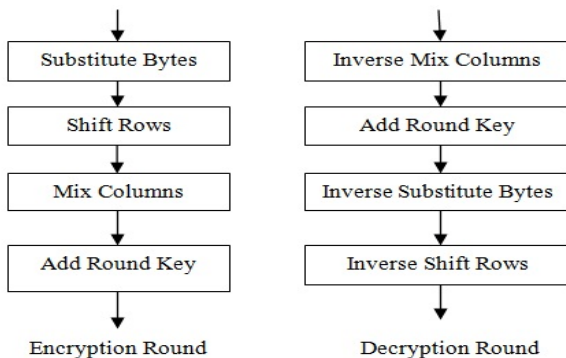 Substitute Bytes
Shift Rows
Mix Columns
Add Round Key
Encryption Round
Inverse Mix Columns
Add Round Key
Inverse Substitute Bytes
Inverse Shift Rows
Decryption Round